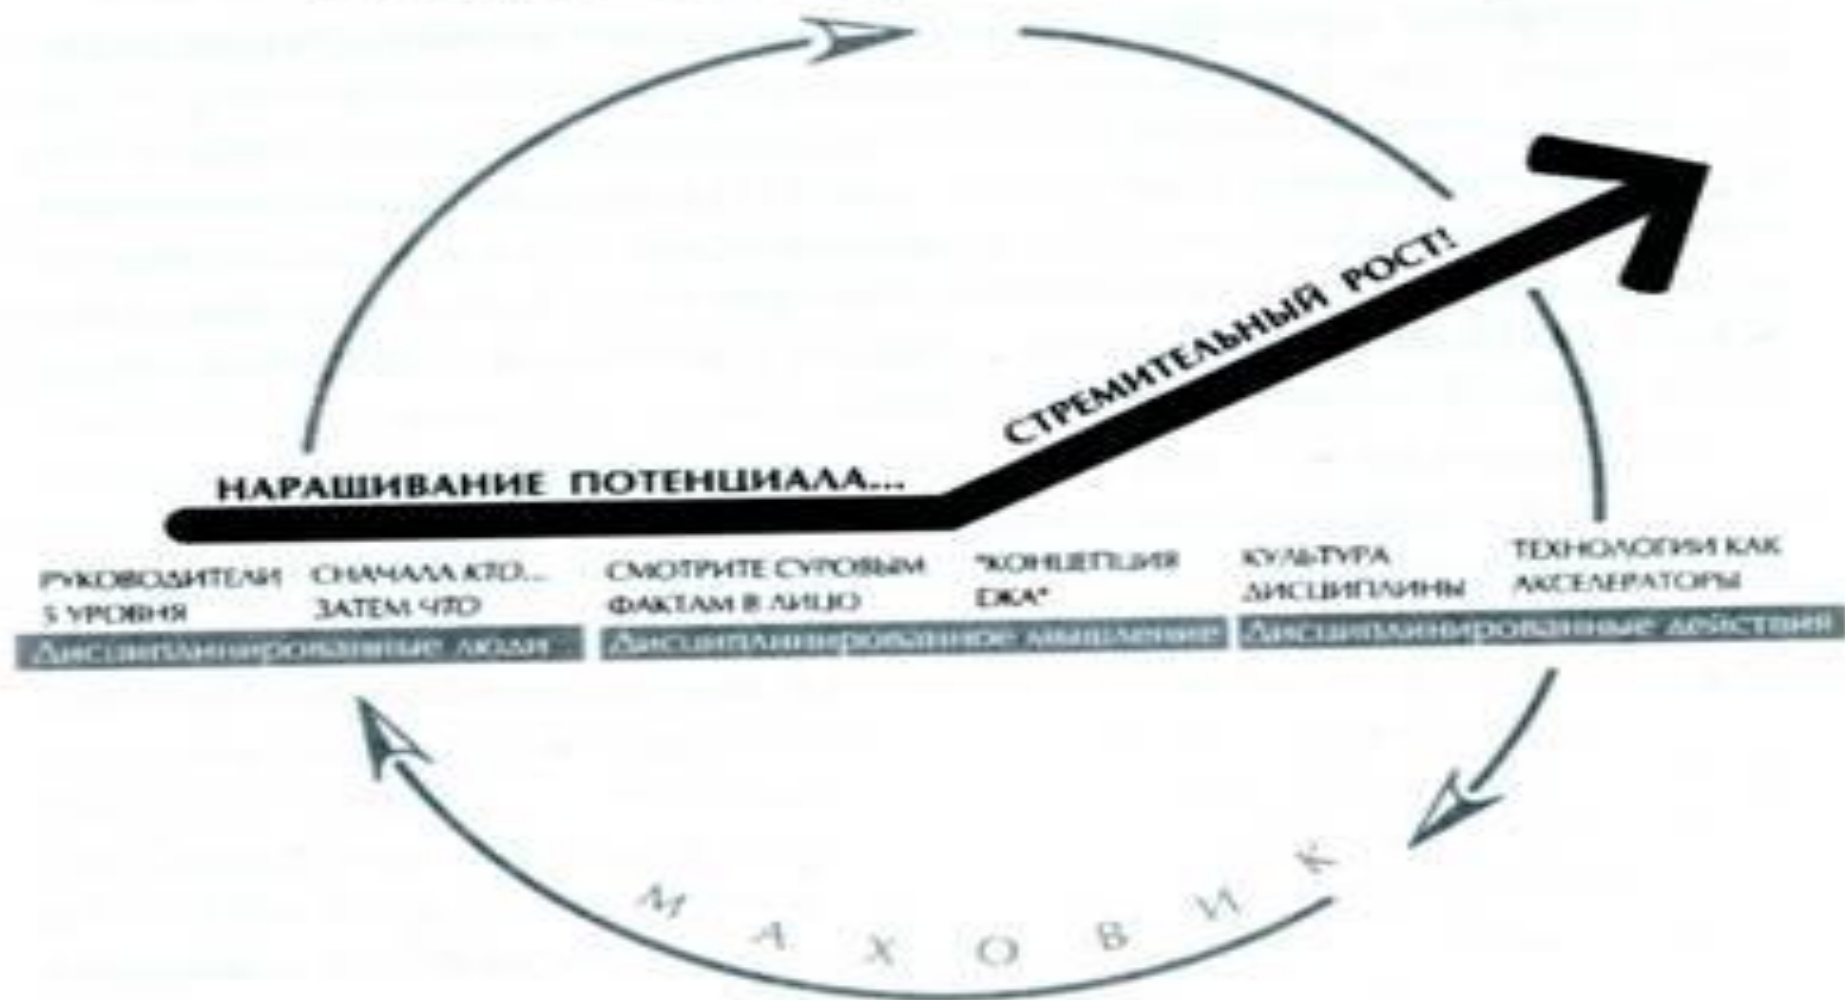 НАРАЩИВАНИЕ ПОТЕНЦИАЛА...
СТРЕМИТЕЛЬНЫЙ РОСТ!
РУКОВОДИТЕЛИ
5 УРОВНЯ
СНАЧАЛА КТО...
ЗАТЕМ ЧТО
СМОТРИТЕ СУРОВЫМ
ФАКТАМ В ЛИЦО
"КОНЦЕПЦИЯ
ЕЖА"
КУЛЬТУРА
ДИСЦИПЛИНЫ
ТЕХНОЛОГИИ КАК
АКСЕЛЕРАТОРЫ
Дисциплинированные люди
Дисциплинированное мышление
Дисциплинированные действия
МАХОВИК